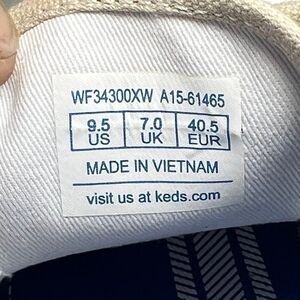 WF34300XW A15-61465
9.5 7.0 40.5
US UK EUR
MADE IN VIETNAM
visit us at keds.com